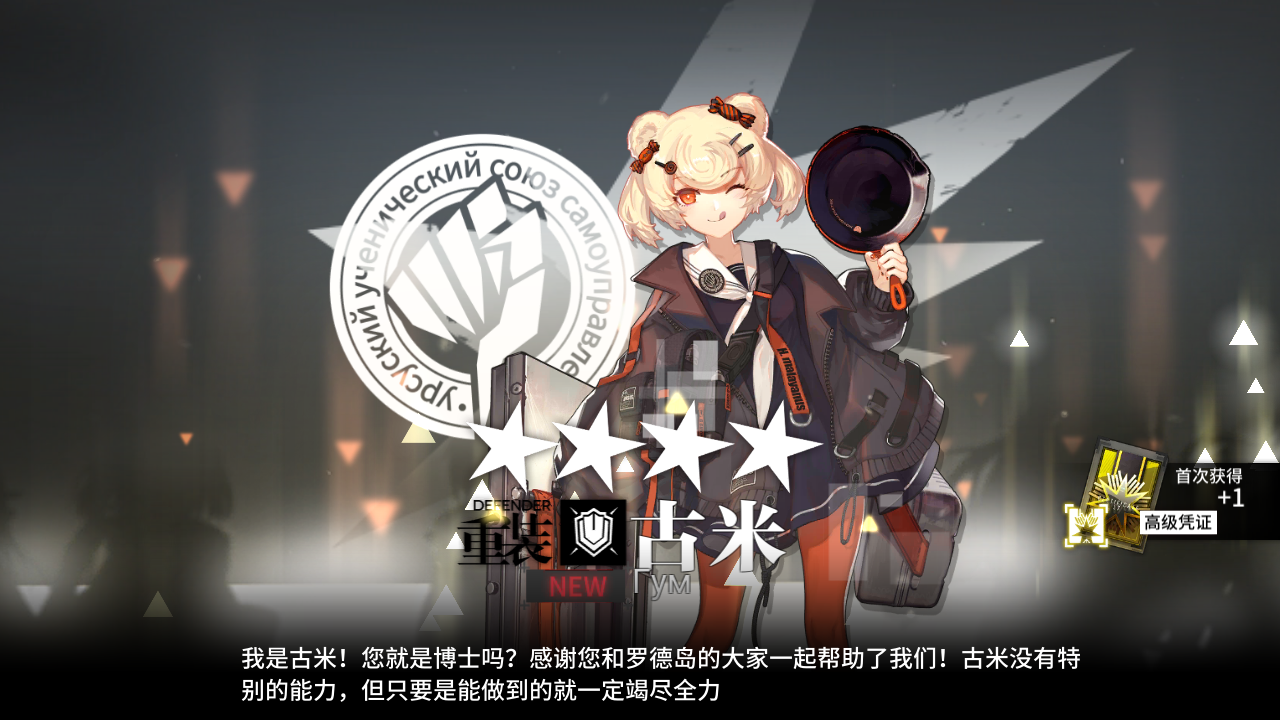 урсуский ученический союз самоуправле
H. malayanus
DEFENDER
重装
古米
NEW
Гум
首次获得
+1
高级凭证
我是古米！您就是博士吗？感谢您和罗德岛的大家一起帮助了我们！古米没有特
别的能力，但只要是能做到的就一定竭尽全力